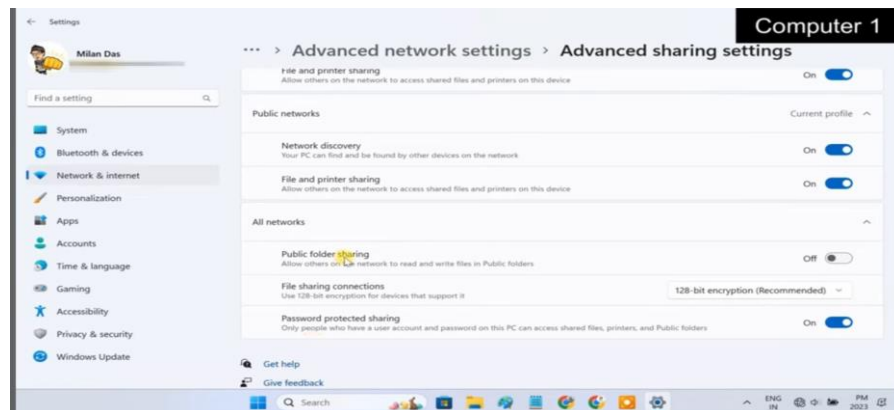 Settings
Computer 1
Milan Das
··· > Advanced network settings > Advanced sharing settings
File and printer sharing
Allow others on the network to access shared files and printers on this device
On
Find a setting
Public networks
Current profile
System
Bluetooth & devices
Network & internet
Personalization
Apps
Accounts
Time & language
Gaming
Accessibility
Privacy & security
Windows Update
Network discovery
Your PC can find and be found by other devices on the network
On
File and printer sharing
Allow others on the network to access shared files and printers on this device
On
All networks
Public folder sharing
Allow others on the network to read and write files in Public folders
Off
File sharing connections
Use 128-bit encryption for devices that support it
128-bit encryption (Recommended)
Password protected sharing
Only people who have a user account and password on this PC can access shared files, printers, and Public folders
On
Get help
Give feedback
Search
ENG
IN
PM
2023